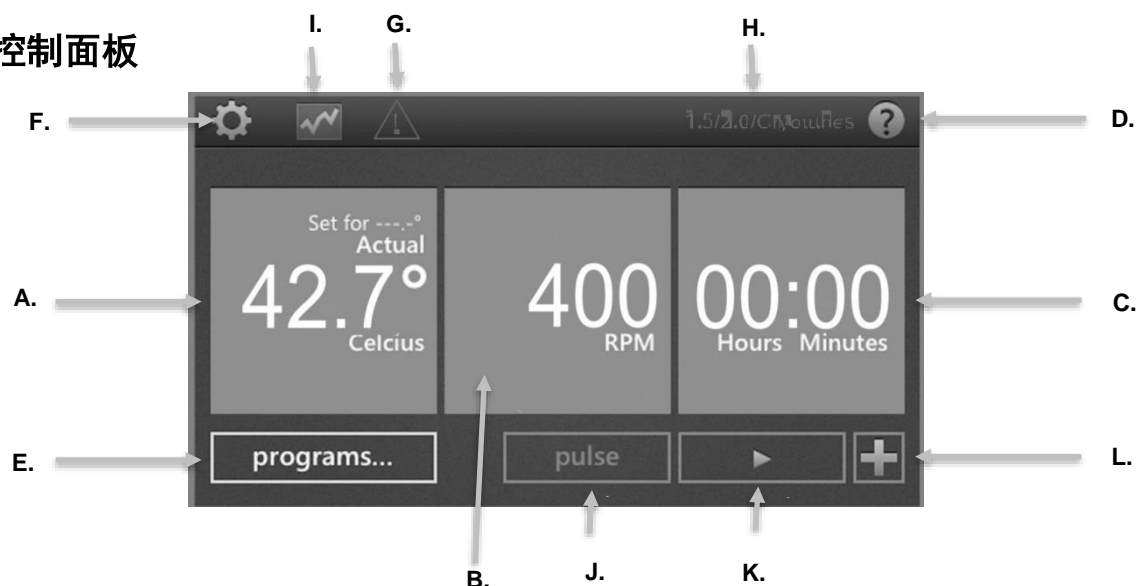 控制面板
I.
G.
H.
F.
D.
?
Set for ---.-°
Actual
42.7°
Celcius
400
RPM
00:00
Hours Minutes
A.
C.
E.
programs...
pulse
L.
B.
J.
K.